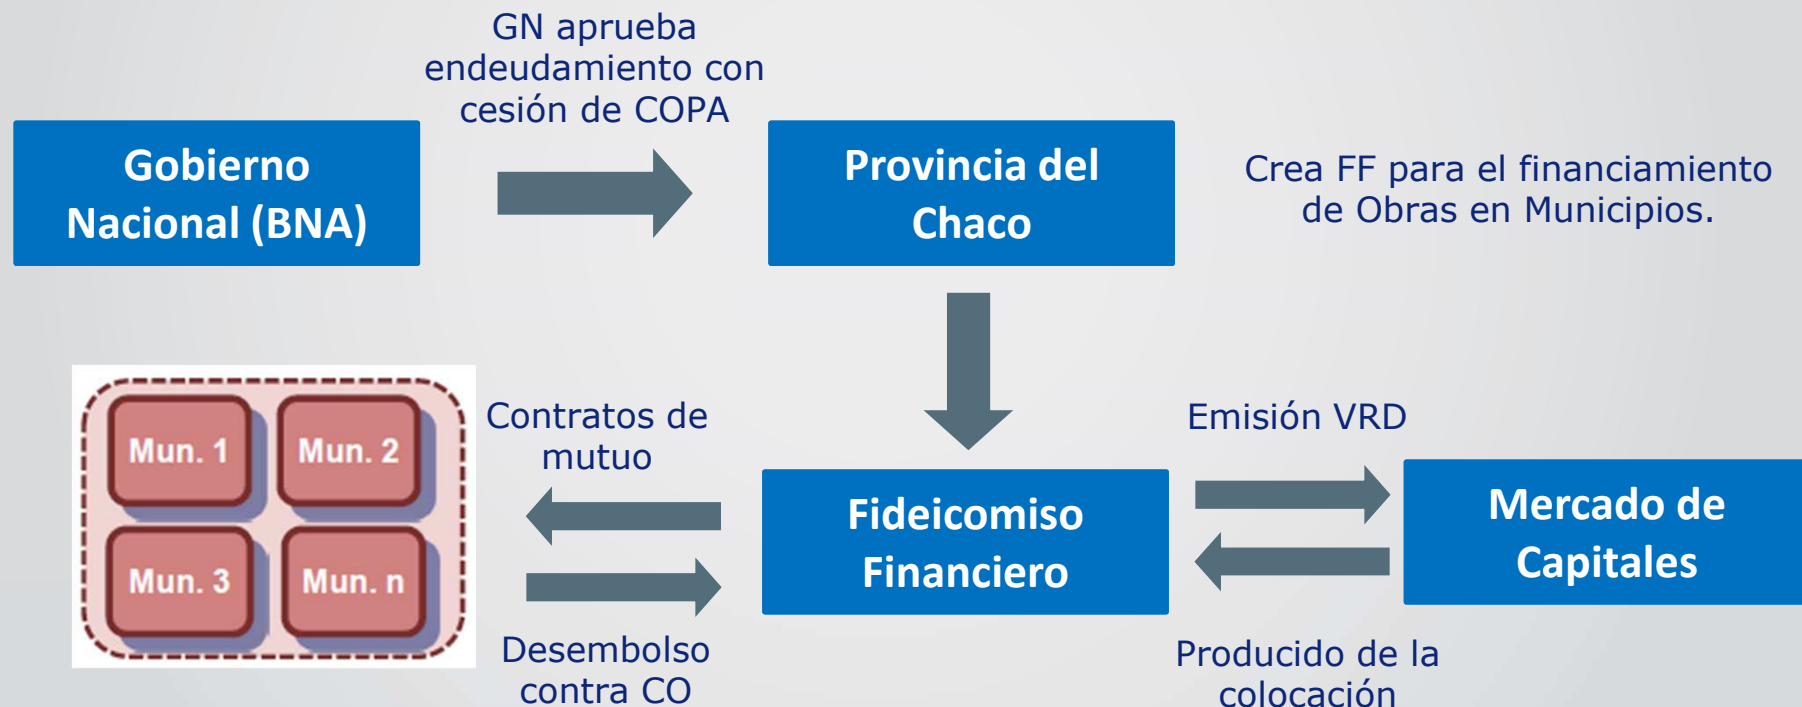 GN aprueba
endeudamiento con
cesión de COPA
Gobierno
Nacional (BNA)
Provincia del
Chaco
Crea FF para el financiamiento
de Obras en Municipios.
Mun. 1
Mun. 2
Mun. 3
Mun. n
Contratos de
mutuo
Desembolso
contra CO
Fideicomiso
Financiero
Emisión VRD
Producido de la
colocación
Mercado de
Capitales